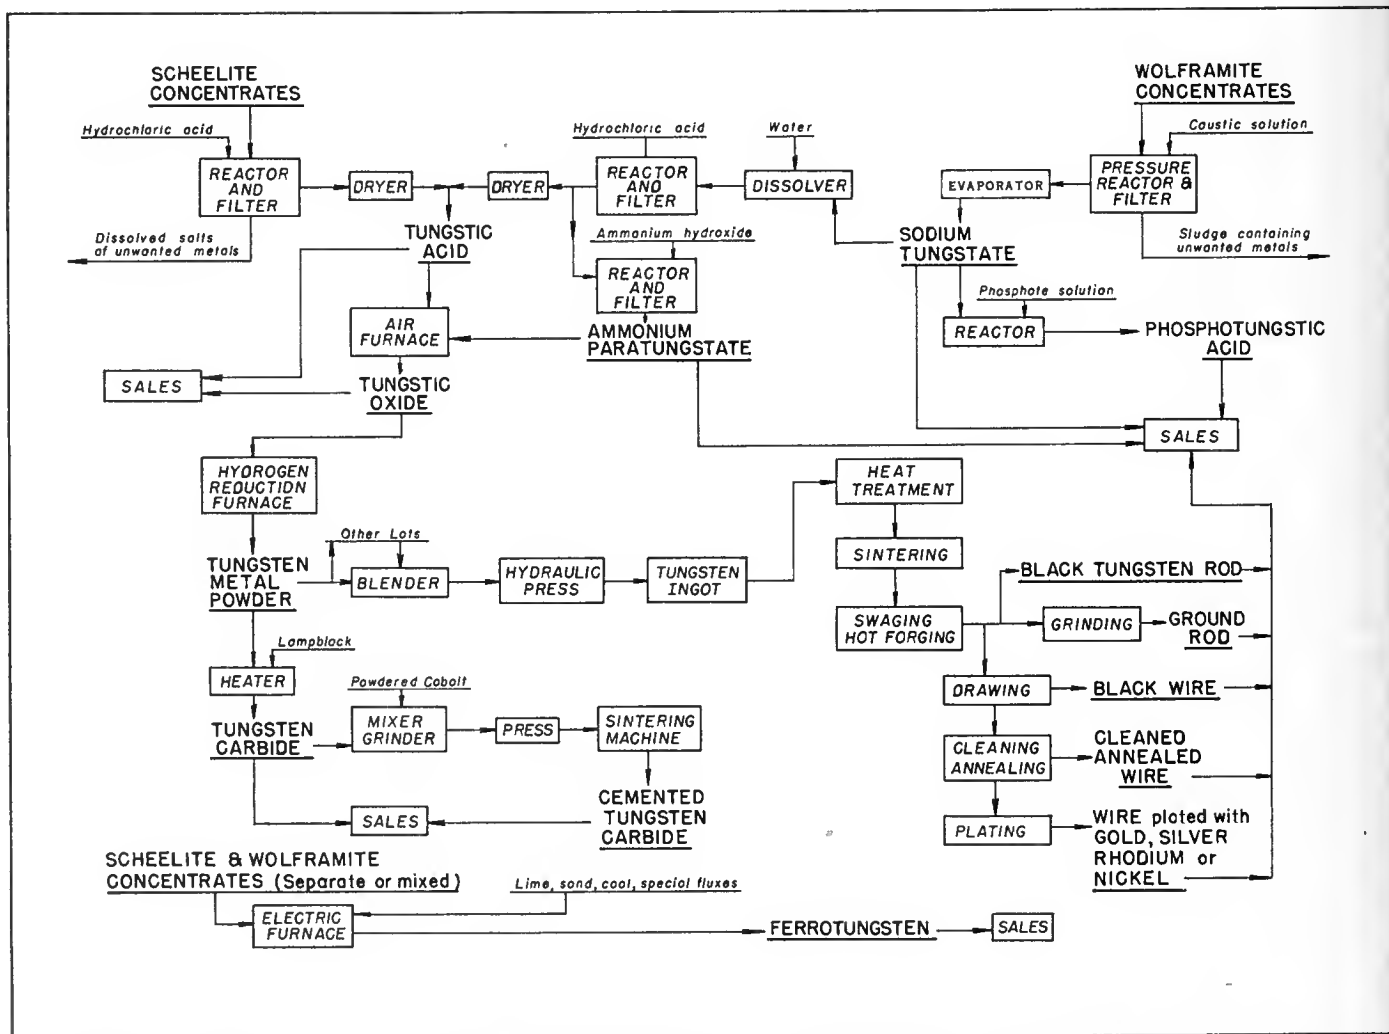 SCHEELITE
CONCENTRATES
WOLFRAMITE
CONCENTRATES
Hydrochloric acid
Hydrochloric acid
Water
Caustic solution
REACTOR
AND
FILTER
DRYER
DRYER
REACTOR
AND
FILTER
DISSOLVER
EVAPORATOR
PRESSURE
REACTOR &
FILTER
Dissolved salts
of unwanted metals
TUNGSTIC
ACID
Ammonium hydroxide
SODIUM
TUNGSTATE
Sludge containing
unwanted metals
REACTOR
AND
FILTER
Phosphate solution
AIR
FURNACE
AMMONIUM
PARATUNGSTATE
REACTOR
PHOSPHOTUNGSTIC
ACID
SALES
TUNGSTIC
OXIDE
SALES
HYDROGEN
REDUCTION
FURNACE
HEAT
TREATMENT
Other Lots
SINTERING
TUNGSTEN
METAL
POWDER
BLENDER
HYDRAULIC
PRESS
TUNGSTEN
INGOT
BLACK TUNGSTEN ROD
SWAGING
HOT FORGING
GRINDING
GROUND
ROD
Lampblack
HEATER
Powdered Cobolt
DRAWING
BLACK WIRE
TUNGSTEN
CARBIDE
MIXER
GRINDER
PRESS
SINTERING
MACHINE
CLEANING
ANNEALING
CLEANED
ANNEALED
WIRE
SALES
CEMENTED
TUNGSTEN
CARBIDE
PLATING
WIRE plated with
GOLD, SILVER
RHODIUM or
NICKEL
SCHEELITE & WOLFRAMITE
CONCENTRATES (Separate or mixed)
Lime, sand, coal, special fluxes
ELECTRIC
FURNACE
FERROTUNGSTEN
SALES